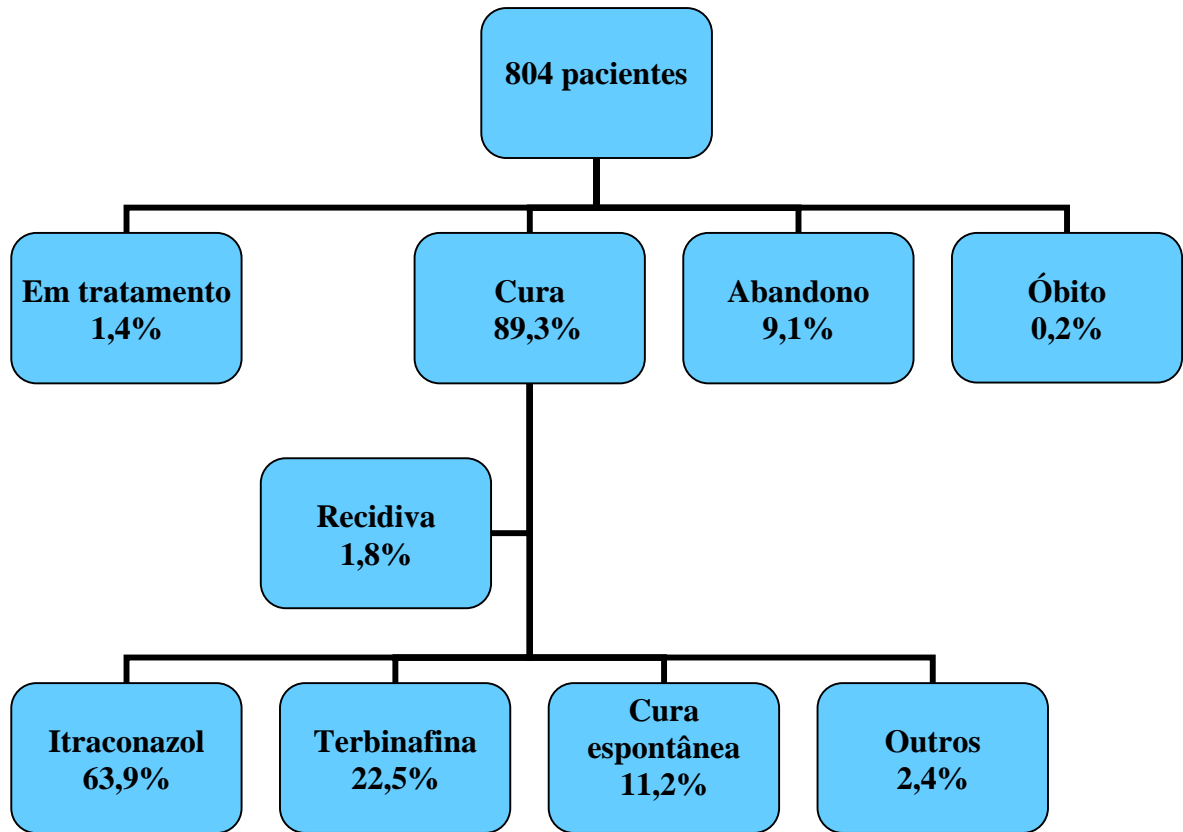 804 pacientes
Em tratamento
1,4%
Cura
89,3%
Abandono
9,1%
Óbito
0,2%
Recidiva
1,8%
Itraconazol
63,9%
Terbinafina
22,5%
Cura
espontânea
11,2%
Outros
2,4%